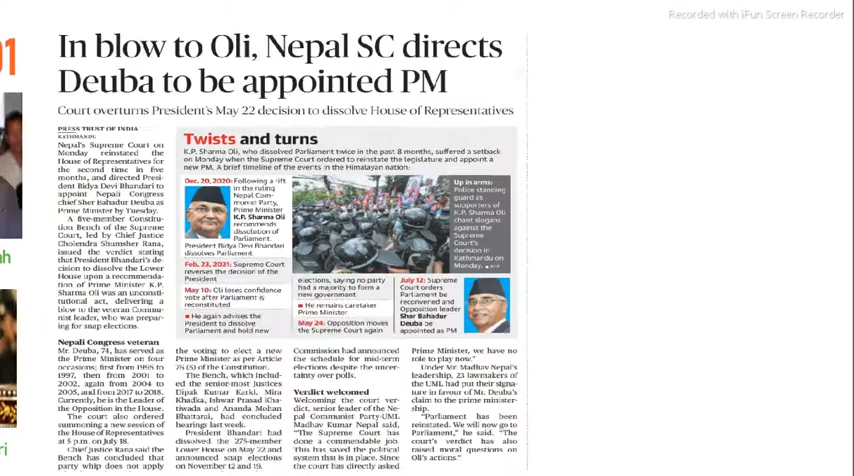 Recorded with iFun Screen Recorder
01
In blow to Oli, Nepal SC directs
Deuba to be appointed PM
Court overturns President's May 22 decision to dissolve House of Representatives
PRESS TRUST OF INDIA
KATHMANDU
Nepal's Supreme Court on
Monday reinstated the
House of Representatives for
the second time in five
months, and directed Presi-
dent Bidya Devi Bhandari to
appoint Nepali Congress
chief Sher Bahadur Deuba as
Prime Minister by Tuesday.
A five-member Constitu-
tion Bench of the Supreme
Court, led by Chief Justice
Cholendra Shumsher Rana,
issued the verdict stating
that President Bhandari's de-
cision to dissolve the Lower
House upon a recommenda-
tion of Prime Minister K.P.
Sharma Oli was an unconsti-
tutional act, delivering a
blow to the veteran Commu-
nist leader, who was prepar-
ing for snap elections.
Nepali Congress veteran
Mr. Deuba, 74, has served as
the Prime Minister on four
occasions; first from 1995 to
1997, then from 2001 to
2002, again from 2004 to
2005, and from 2017 to 2018.
Currently, he is the Leader of
the Opposition in the House.
The court also ordered
summoning a new session of
the House of Representatives
at 5 p.m. on July 18.
Chief Justice Rana said the
Bench has concluded that
party whip does not apply
Twists and turns
K.P. Sharma Oli, who dissolved Parliament twice in the past 8 months, suffered a setback
on Monday when the Supreme Court ordered to reinstate the legislature and appoint a
new PM. A brief timeline of the events in the Himalayan nation:
Dec. 20, 2020: Following a rift
in the ruling
Nepal Com-
munist Party,
Prime Minister
K.P. Sharma Oli
recommends
dissolution of
Parliament.
President Bidya Devi Bhandari
dissolves Parliament
Feb. 23, 2021: Supreme Court
reverses the decision of the
President
May 10: Oli loses confidence
vote after Parliament is
reconstituted
■ He again advises the
President to dissolve
Parliament and hold new
elections, saying no party
had a majority to form a
new government
■ He remains caretaker
Prime Minister
May 24: Opposition moves
the Supreme Court again
Up in arms:
Police standing
guard as
supporters of
K.P. Sharma Oli
chant slogans
against the
Supreme
Court's
decision in
Kathmandu on
Monday. ■ AFP
July 12: Supreme
Court orders
Parliament be
reconvened and
Opposition leader
Sher Bahadur
Deuba be
appointed as PM
the voting to elect a new
Prime Minister as per Article
76 (5) of the Constitution.
The Bench, which included
the senior-most justices
Dipak Kumar Karki, Mira
Khadka, Ishwar Prasad Kha-
tiwada and Ananda Mohan
Bhattarai, had concluded
hearings last week.
President Bhandari had
dissolved the 275-member
Lower House on May 22 and
announced snap elections
on November 12 and 19.
Commission had announced
the schedule for mid-term
elections despite the un-
certainty over polls.
Verdict welcomed
Welcoming the court ver-
dict, senior leader of the Ne-
pal Communist Party-UML
Madhav Kumar Nepal said,
"The Supreme Court has
done a commendable job.
This has saved the political
system that is in place. Since
the court has directly asked
Prime Minister, we have no
role to play now."
Under Mr. Madhav Nepal's
leadership, 23 lawmakers of
the UML had put their signa-
ture in favour of Mr. Deuba's
claim to the prime minister-
ship.
"Parliament has been
reinstated. We will now go to
Parliament," he said. "The
court's verdict has also
raised moral questions on
Oli's actions."